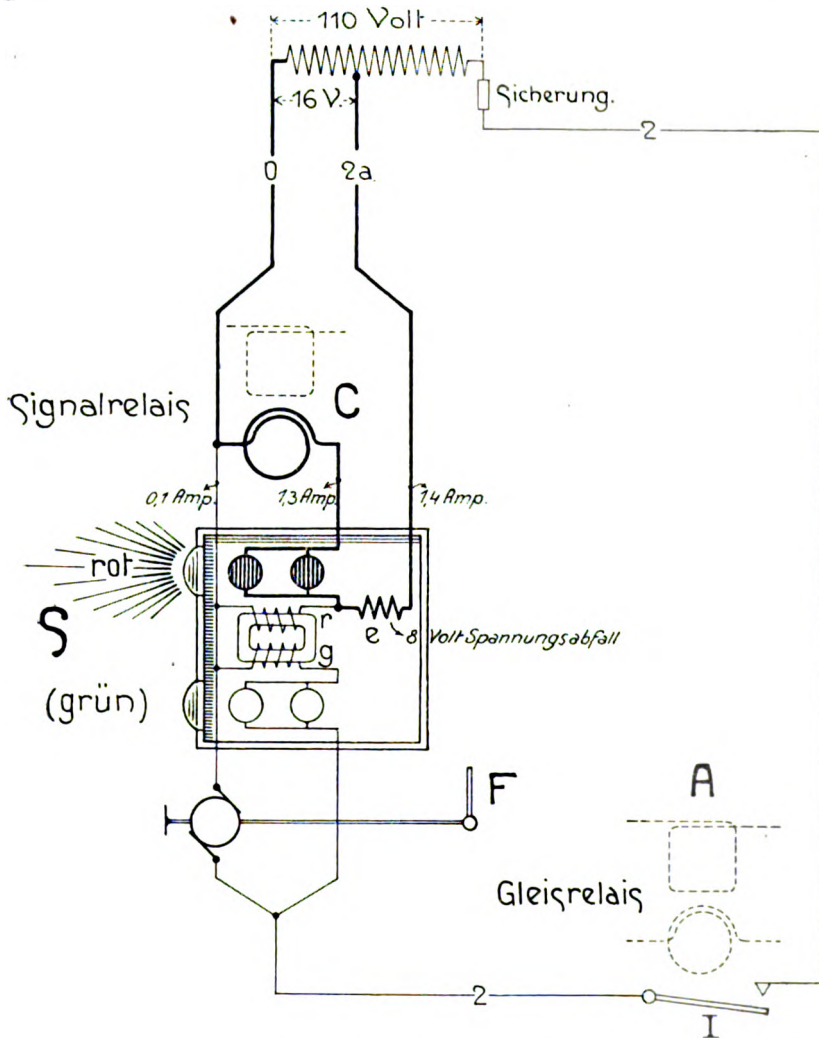 110 Volt
16 V.
Sicherung.
2
0
2a.
C
Signalrelais
0,1 Amp.
1,3 Amp.
1,4 Amp.
rot
S
r
e
8 Volt Spannungsabfall
g
(grün)
F
A
Gleisrelais
2
I